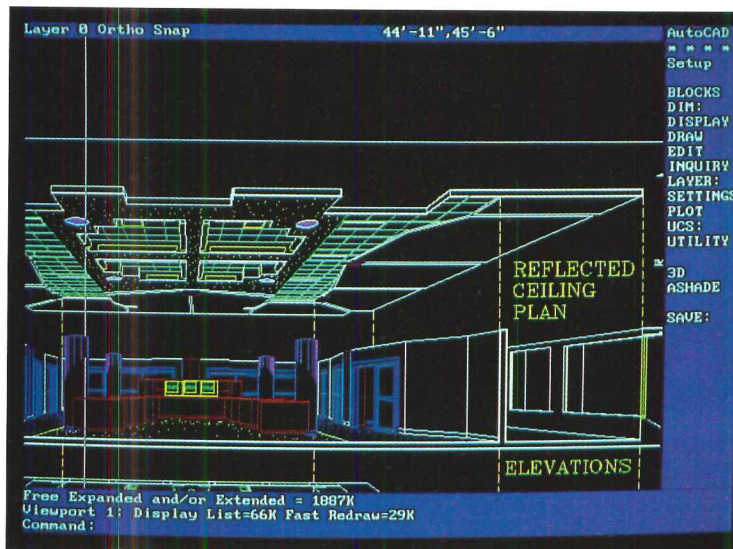 Layer 0 Ortho Snap 44'-11",45'-6" AutoCAD
* * * *
Setup
BLOCKS
DIM:
DISPLAY
DRAW
EDIT
INQUIRY
LAYER:
SETTINGS
PLOT
UCS:
UTILITY
3D
ASHADE
SAVE:
REFLECTED
CEILING
PLAN
ELEVATIONS
Free Expanded and/or Extended = 1887K
Viewport 1: Display List=66K Fast Redraw=29K
Command: